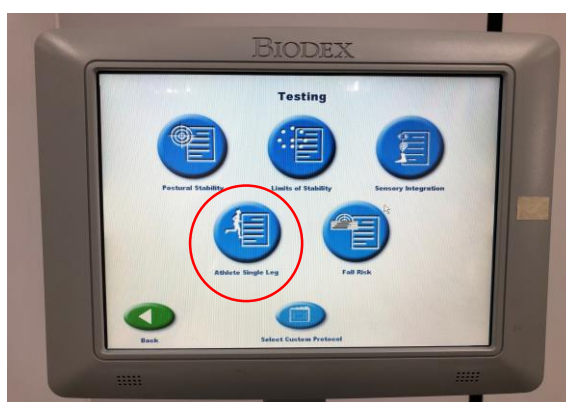 BIODEX
Testing
Postural Stability
Limits of Stability
Sensory Integration
Athlete Single Leg
Fall Risk
Back
Select Custom Protocol